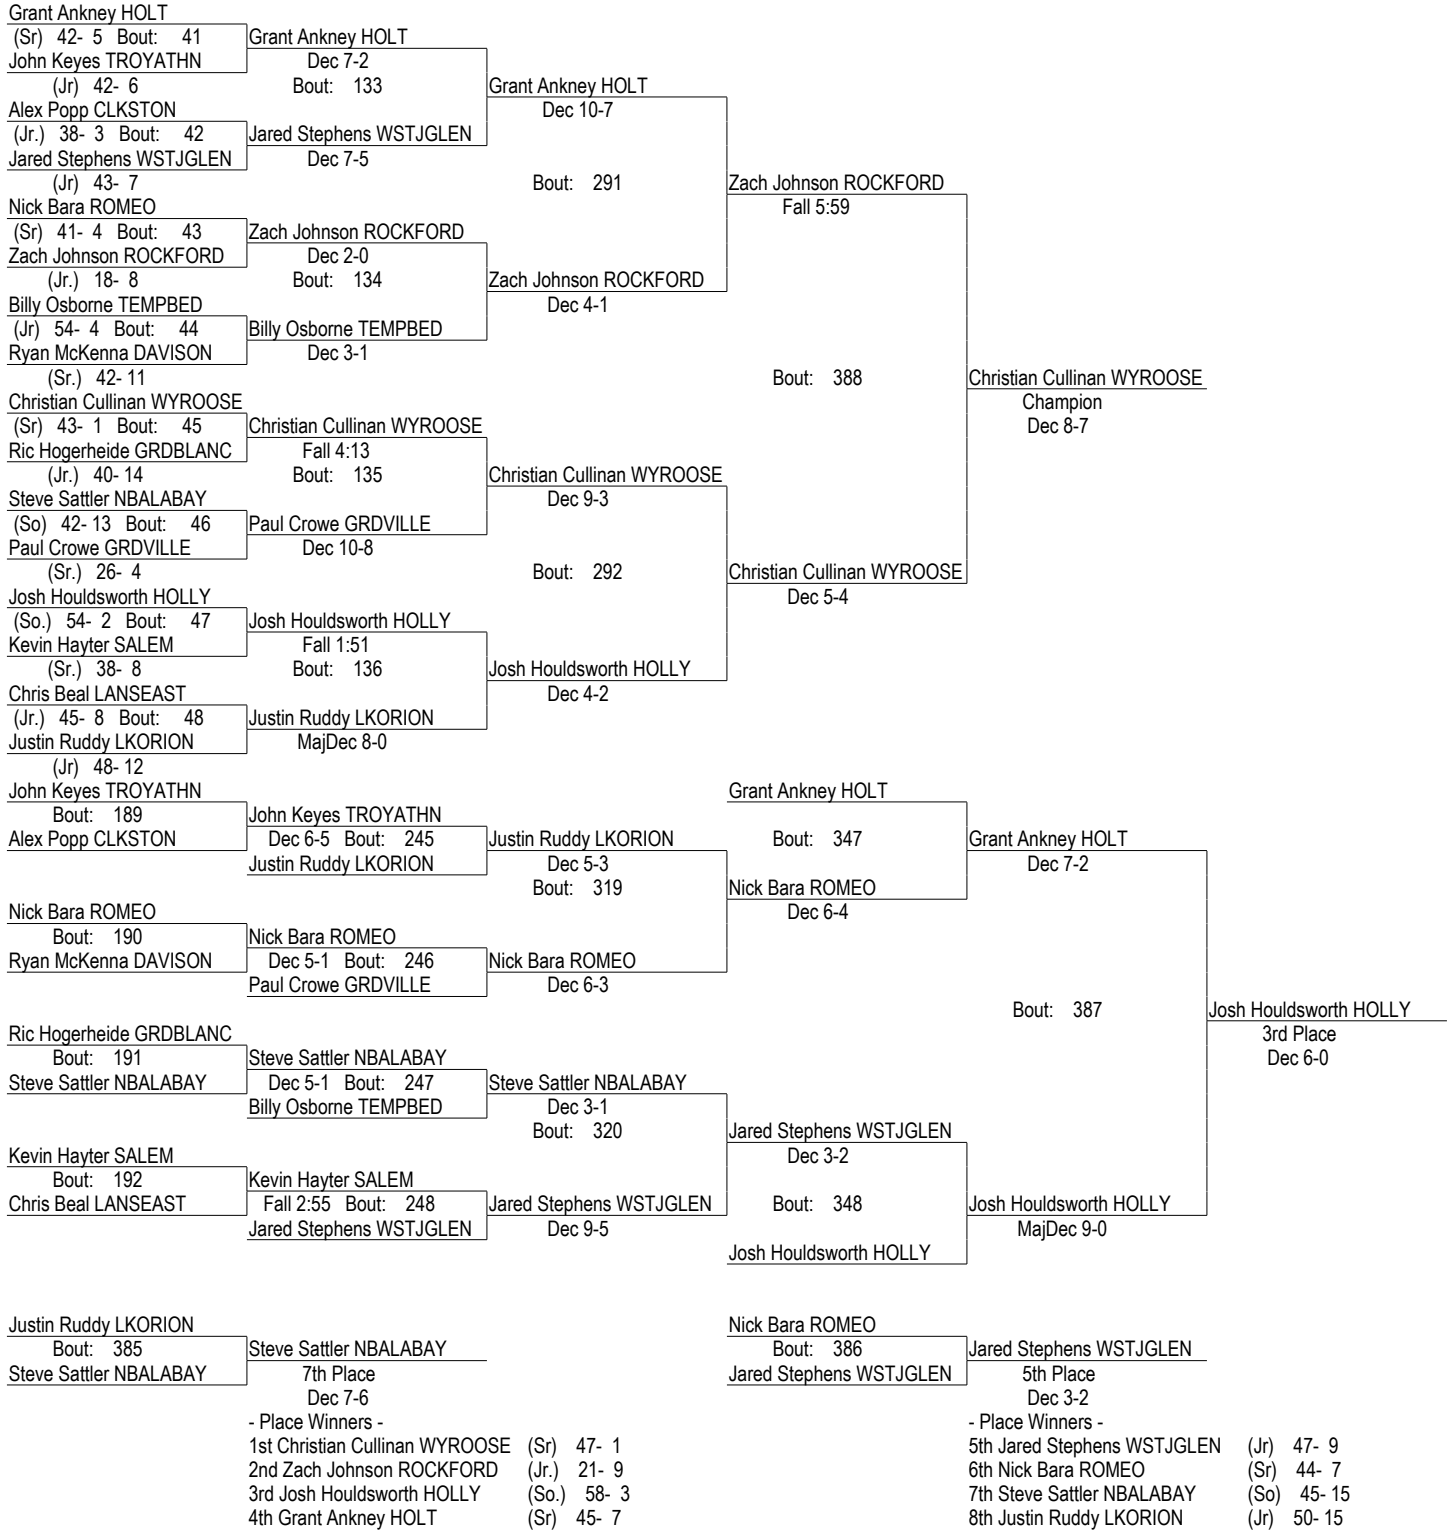 Grant Ankney HOLT
(Sr) 42- 5 Bout: 41 Grant Ankney HOLT
John Keyes TROYATHN Dec 7-2
(Jr) 42- 6 Bout: 133 Grant Ankney HOLT
Alex Popp CLKSTON Dec 10-7
(Jr.) 38- 3 Bout: 42 Jared Stephens WSTJGLEN
Jared Stephens WSTJGLEN Dec 7-5
(Jr) 43- 7 Bout: 291 Zach Johnson ROCKFORD
Nick Bara ROMEO Fall 5:59
(Sr) 41- 4 Bout: 43 Zach Johnson ROCKFORD
Zach Johnson ROCKFORD Dec 2-0
(Jr.) 18- 8 Bout: 134 Zach Johnson ROCKFORD
Billy Osborne TEMPBED Dec 4-1
(Jr) 54- 4 Bout: 44 Billy Osborne TEMPBED
Ryan McKenna DAVISON Dec 3-1
(Sr.) 42- 11 Bout: 388 Christian Cullinan WYROOSE
Christian Cullinan WYROOSE Champion
(Sr) 43- 1 Bout: 45 Christian Cullinan WYROOSE Dec 8-7
Ric Hogerheide GRDBLANC Fall 4:13
(Jr.) 40- 14 Bout: 135 Christian Cullinan WYROOSE
Steve Sattler NBALABAY Dec 9-3
(So) 42- 13 Bout: 46 Paul Crowe GRDVILLE
Paul Crowe GRDVILLE Dec 10-8
(Sr.) 26- 4 Bout: 292 Christian Cullinan WYROOSE
Josh Houldsworth HOLLY Dec 5-4
(So.) 54- 2 Bout: 47 Josh Houldsworth HOLLY
Kevin Hayter SALEM Fall 1:51
(Sr.) 38- 8 Bout: 136 Josh Houldsworth HOLLY
Chris Beal LANSEAST Dec 4-2
(Jr.) 45- 8 Bout: 48 Justin Ruddy LKORION
Justin Ruddy LKORION MajDec 8-0
(Jr) 48- 12
John Keyes TROYATHN Grant Ankney HOLT
Bout: 189 John Keyes TROYATHN
Alex Popp CLKSTON Dec 6-5 Bout: 245 Justin Ruddy LKORION Bout: 347 Grant Ankney HOLT
Justin Ruddy LKORION Dec 5-3 Dec 7-2
Bout: 319 Nick Bara ROMEO
Nick Bara ROMEO Dec 6-4
Bout: 190 Nick Bara ROMEO
Ryan McKenna DAVISON Dec 5-1 Bout: 246 Nick Bara ROMEO
Paul Crowe GRDVILLE Dec 6-3
Bout: 387 Josh Houldsworth HOLLY
Ric Hogerheide GRDBLANC 3rd Place
Bout: 191 Steve Sattler NBALABAY Dec 6-0
Steve Sattler NBALABAY Dec 5-1 Bout: 247 Steve Sattler NBALABAY
Billy Osborne TEMPBED Dec 3-1
Bout: 320 Jared Stephens WSTJGLEN
Kevin Hayter SALEM Dec 3-2
Bout: 192 Kevin Hayter SALEM
Chris Beal LANSEAST Fall 2:55 Bout: 248 Jared Stephens WSTJGLEN Bout: 348 Josh Houldsworth HOLLY
Jared Stephens WSTJGLEN Dec 9-5 MajDec 9-0
Josh Houldsworth HOLLY
Justin Ruddy LKORION Nick Bara ROMEO
Bout: 385 Steve Sattler NBALABAY Bout: 386 Jared Stephens WSTJGLEN
Steve Sattler NBALABAY 7th Place Jared Stephens WSTJGLEN 5th Place
Dec 7-6 Dec 3-2
- Place Winners - - Place Winners -
1st Christian Cullinan WYROOSE (Sr) 47- 1 5th Jared Stephens WSTJGLEN (Jr) 47- 9
2nd Zach Johnson ROCKFORD (Jr.) 21- 9 6th Nick Bara ROMEO (Sr) 44- 7
3rd Josh Houldsworth HOLLY (So.) 58- 3 7th Steve Sattler NBALABAY (So) 45- 15
4th Grant Ankney HOLT (Sr) 45- 7 8th Justin Ruddy LKORION (Jr) 50- 15